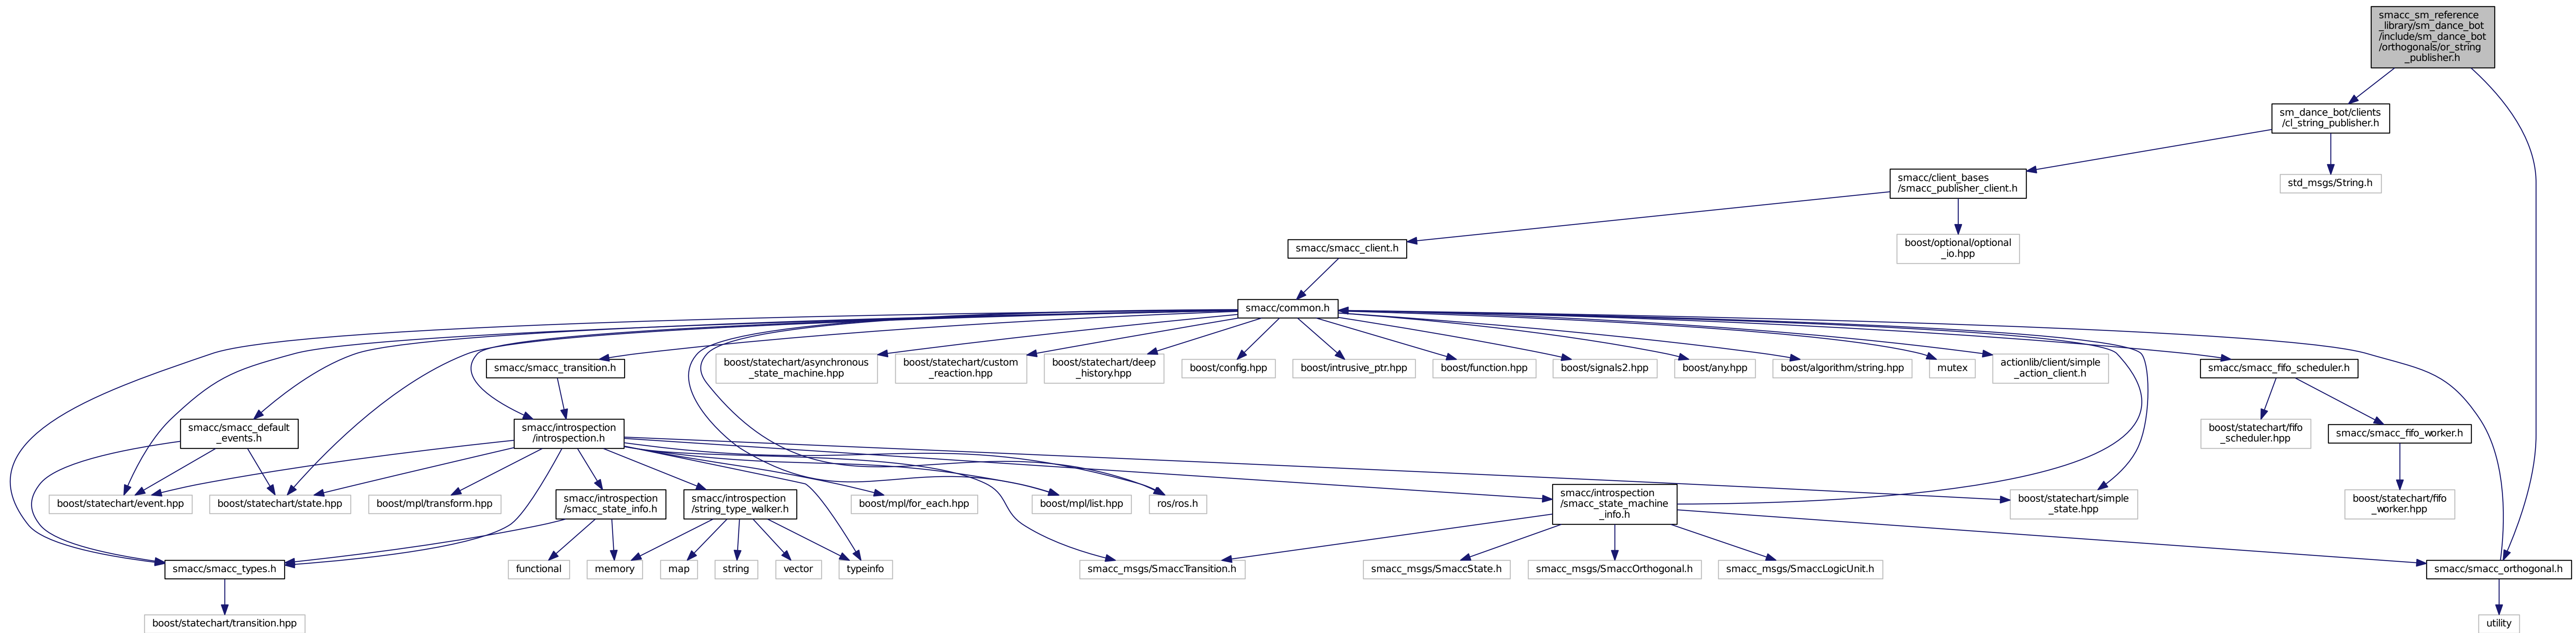 smacc_sm_reference
_library/sm_dance_bot
/include/sm_dance_bot
/orthogonals/or_string
_publisher.h
sm_dance_bot/clients
/cl_string_publisher.h
smacc/client_bases
/smacc_publisher_client.h
std_msgs/String.h
smacc/smacc_client.h
boost/optional/optional
_io.hpp
smacc/common.h
smacc/smacc_transition.h
boost/statechart/asynchronous
_state_machine.hpp
boost/statechart/custom
_reaction.hpp
boost/statechart/deep
_history.hpp
boost/config.hpp
boost/intrusive_ptr.hpp
boost/function.hpp
boost/signals2.hpp
boost/any.hpp
boost/algorithm/string.hpp
mutex
actionlib/client/simple
_action_client.h
smacc/smacc_fifo_scheduler.h
smacc/smacc_default
_events.h
smacc/introspection
/introspection.h
boost/statechart/fifo
_scheduler.hpp
smacc/smacc_fifo_worker.h
boost/statechart/event.hpp
boost/statechart/state.hpp
boost/mpl/transform.hpp
smacc/introspection
/smacc_state_info.h
smacc/introspection
/string_type_walker.h
boost/mpl/for_each.hpp
boost/mpl/list.hpp
ros/ros.h
smacc/introspection
/smacc_state_machine
_info.h
boost/statechart/simple
_state.hpp
boost/statechart/fifo
_worker.hpp
smacc/smacc_types.h
functional
memory
map
string
vector
typeinfo
smacc_msgs/SmaccTransition.h
smacc_msgs/SmaccState.h
smacc_msgs/SmaccOrthogonal.h
smacc_msgs/SmaccLogicUnit.h
smacc/smacc_orthogonal.h
boost/statechart/transition.hpp
utility